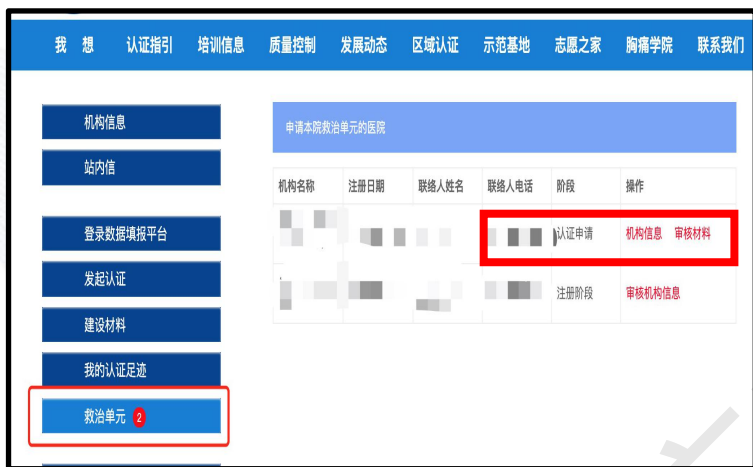 我 想 认证指引 培训信息 质量控制 发展动态 区域认证 示范基地 志愿之家 胸痛学院 联系我们
机构信息
站内信
登录数据填报平台
发起认证
建设材料
我的认证足迹
救治单元 2
申请本院救治单元的医院
机构名称 注册日期 联络人姓名 联络人电话 阶段 操作
认证申请 机构信息 审核材料
注册阶段 审核机构信息